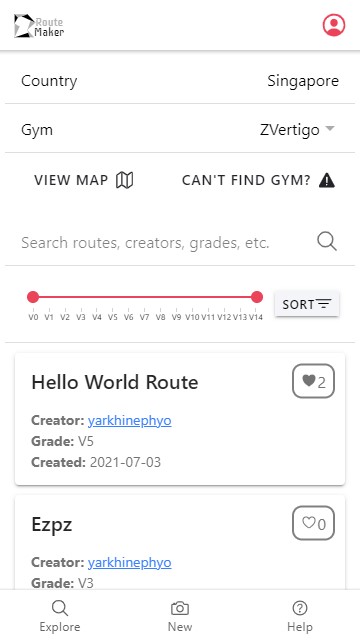 Route
Maker
Country Singapore
Gym ZVertigo
VIEW MAP CAN'T FIND GYM?
Search routes, creators, grades, etc.
V0 V1 V2 V3 V4 V5 V6 V7 V8 V9 V10 V11 V12 V13 V14
SORT
Hello World Route 2
Creator: yarkhinephyo
Grade: V5
Created: 2021-07-03
Ezpz 0
Creator: yarkhinephyo
Grade: V3
Explore New Help